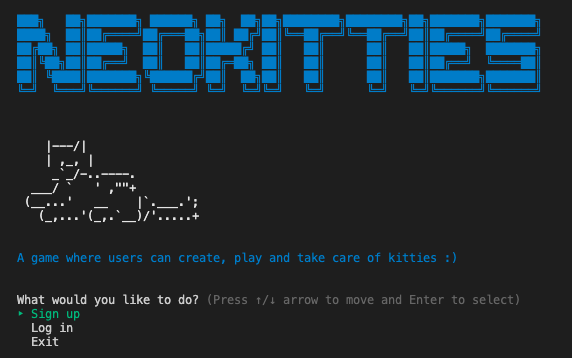 NEOKITTIES
A game where users can create, play and take care of kitties :)
What would you like to do? (Press ↑/↓ arrow to move and Enter to select)
‣ Sign up
Log in
Exit